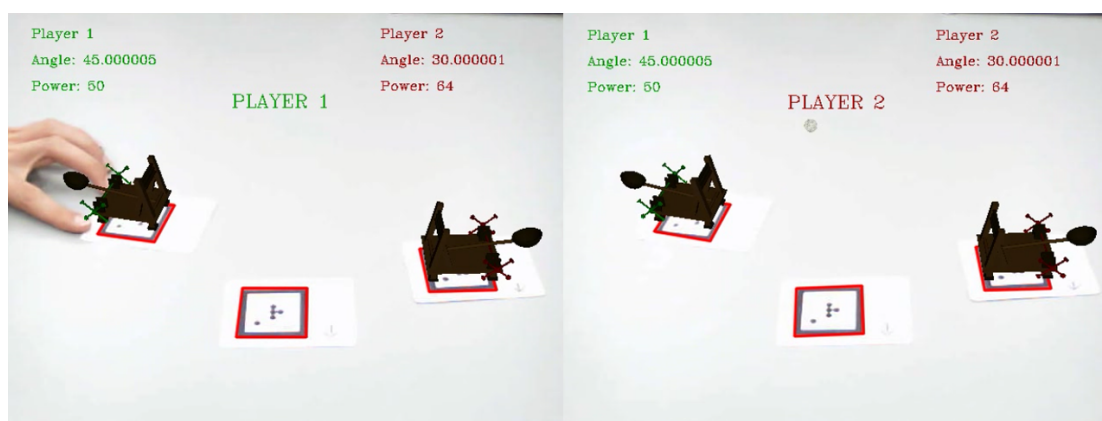 Player 1
Angle: 45.000005
Power: 50
Player 2
Angle: 30.000001
Power: 64
PLAYER 1
Player 1
Angle: 45.000005
Power: 50
Player 2
Angle: 30.000001
Power: 64
PLAYER 2